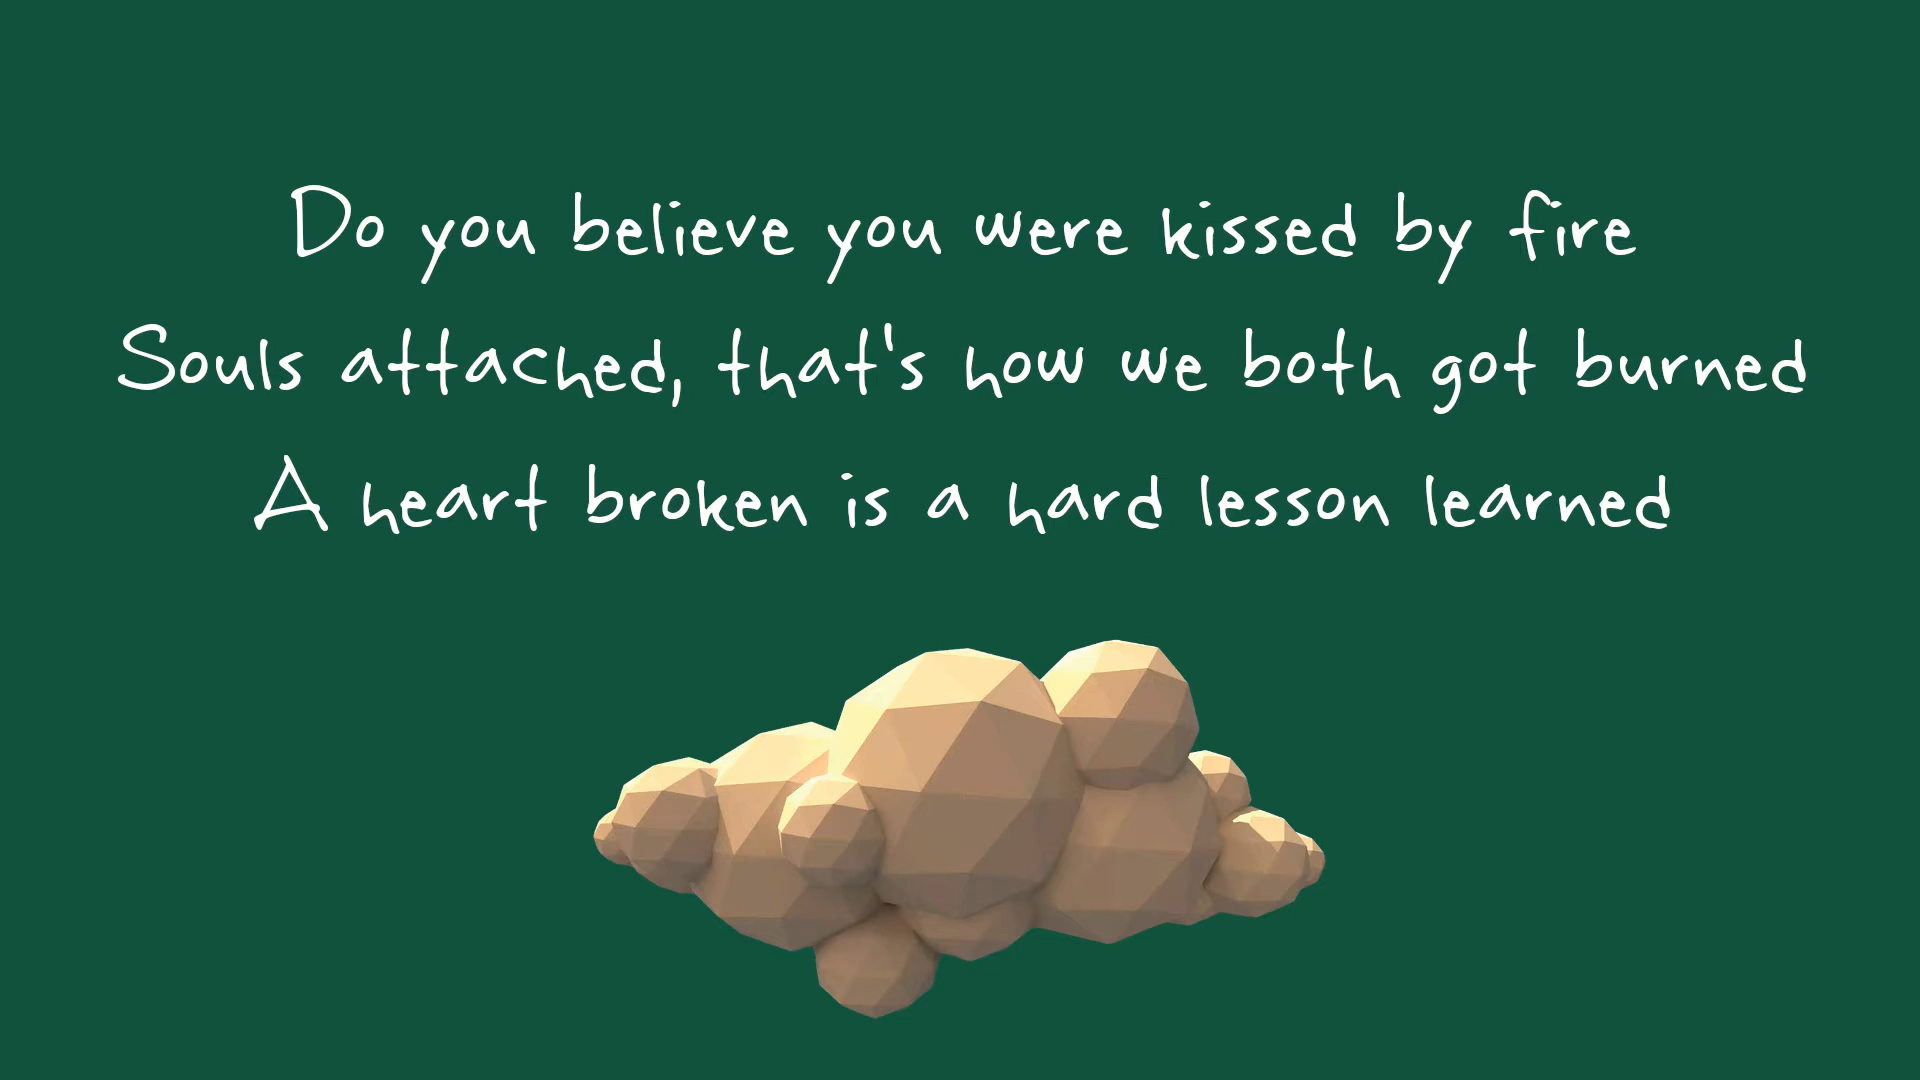 Do you believe you were kissed by fire
Souls attached, that's how we both got burned
A heart broken is a hard lesson learned